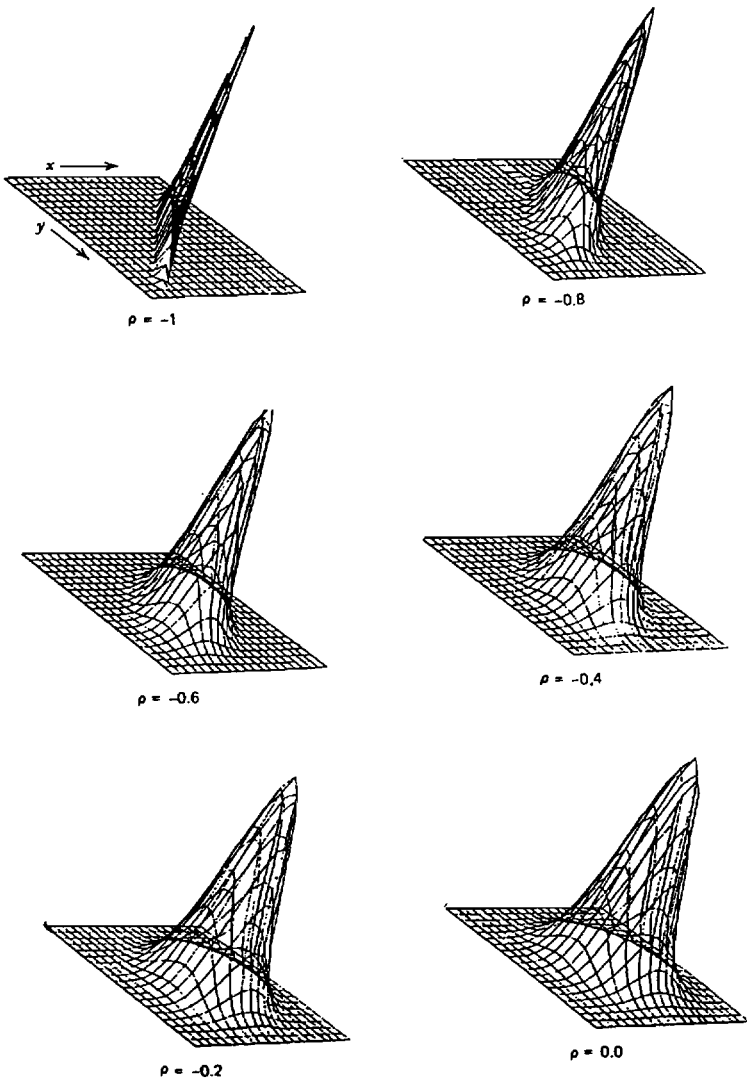 x
y
ρ = -1
ρ = -0.8
ρ = -0.6
ρ = -0.4
ρ = -0.2
ρ = 0.0